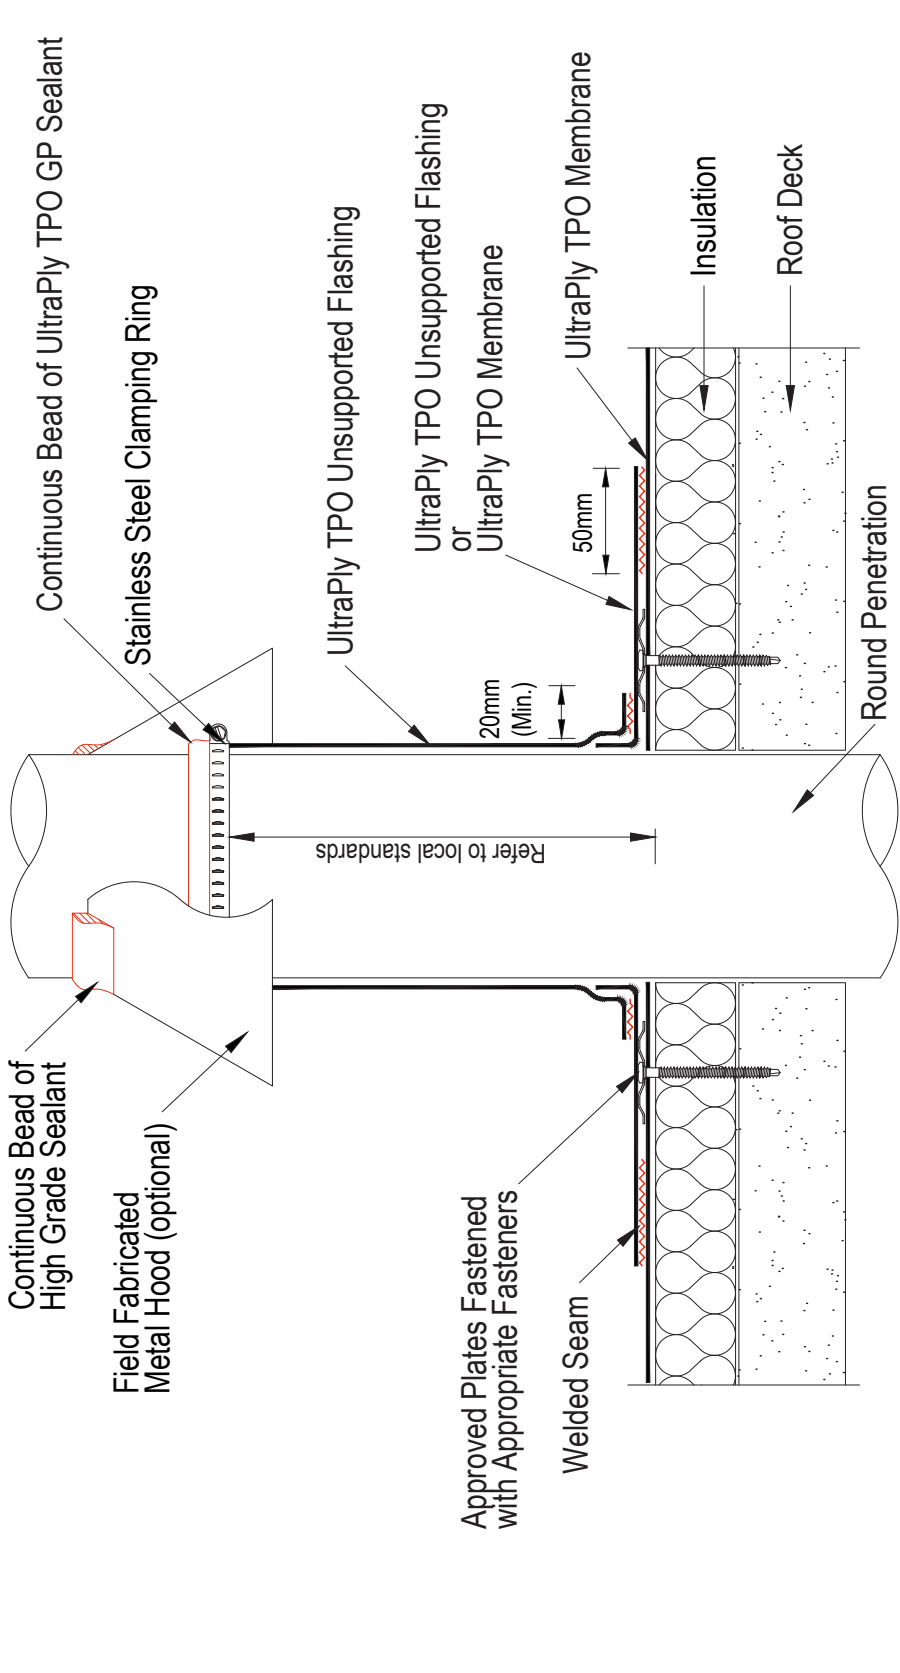 Continuous Bead of
High Grade Sealant
Field Fabricated
Metal Hood (optional)
Approved Plates Fastened
with Appropriate Fasteners
Welded Seam
Continuous Bead of UltraPly TPO GP Sealant
Stainless Steel Clamping Ring
UltraPly TPO Unsupported Flashing
UltraPly TPO Unsupported Flashing
or
UltraPly TPO Membrane
UltraPly TPO Membrane
Insulation
Roof Deck
Round Penetration
20mm
(Min.)
50mm
Refer to local standards